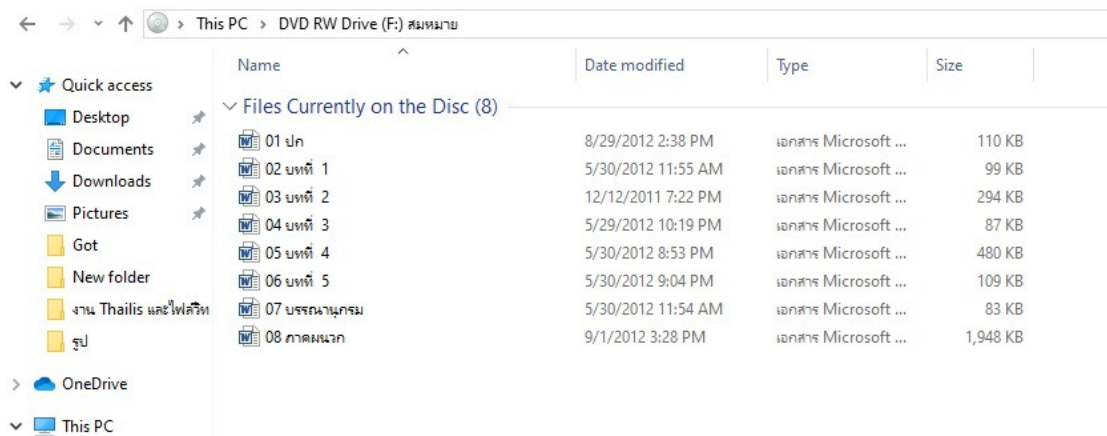 This PC > DVD RW Drive (F:) สมหมาย
Name Date modified Type Size
Quick access
Desktop
Documents
Downloads
Pictures
Got
New folder
งาน Thailis และไฟล์วิท
รูป
OneDrive
This PC
Files Currently on the Disc (8)
01 ปก 8/29/2012 2:38 PM เอกสาร Microsoft ... 110 KB
02 บทที่ 1 5/30/2012 11:55 AM เอกสาร Microsoft ... 99 KB
03 บทที่ 2 12/12/2011 7:22 PM เอกสาร Microsoft ... 294 KB
04 บทที่ 3 5/29/2012 10:19 PM เอกสาร Microsoft ... 87 KB
05 บทที่ 4 5/30/2012 8:53 PM เอกสาร Microsoft ... 480 KB
06 บทที่ 5 5/30/2012 9:04 PM เอกสาร Microsoft ... 109 KB
07 บรรณานุกรม 5/30/2012 11:54 AM เอกสาร Microsoft ... 83 KB
08 ภาคผนวก 9/1/2012 3:28 PM เอกสาร Microsoft ... 1,948 KB